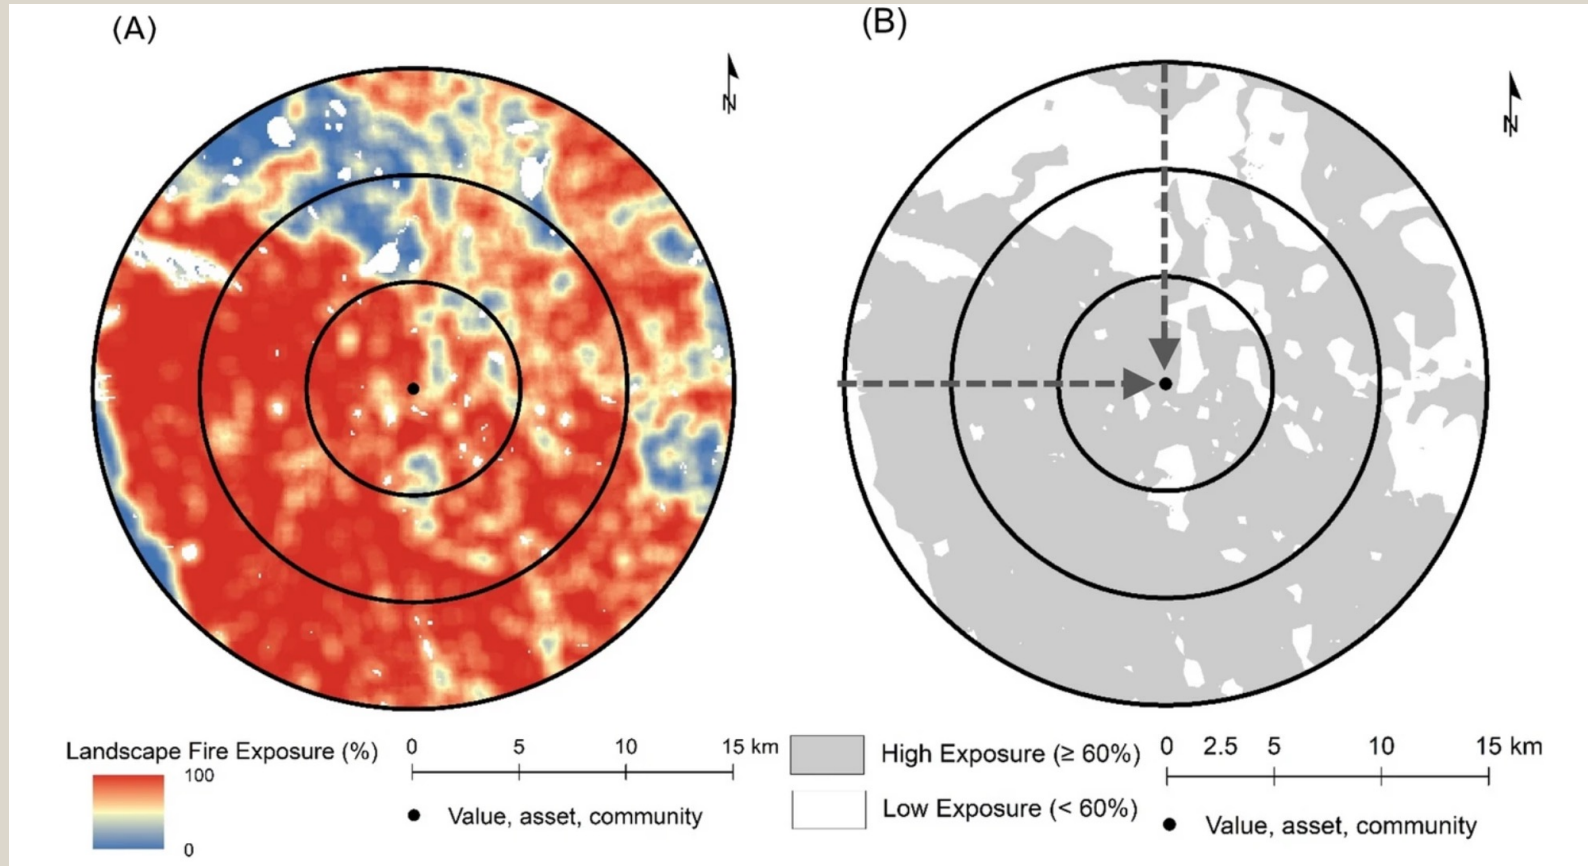 (A)
(B)
N
N
Landscape Fire Exposure (%)
100
0
0 5 10 15 km
Value, asset, community
High Exposure (≥ 60%)
Low Exposure (< 60%)
0 2.5 5 10 15 km
Value, asset, community